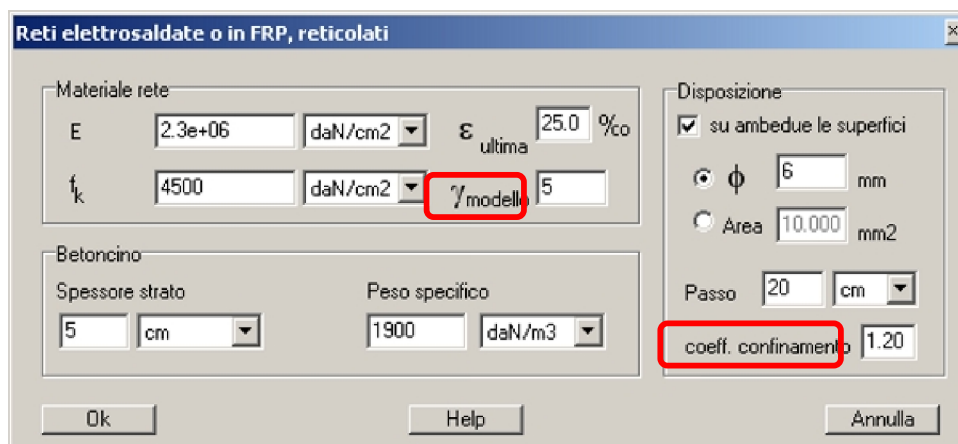 Reti elettrosaldate o in FRP, reticolati
Materiale rete
E 2.3e+06 daN/cm2 ε ultima 25.0 %o
fk 4500 daN/cm2 γmodello 5
Betoncino
Spessore strato Peso specifico
5 cm 1900 daN/m3
Disposizione
su ambedue le superfici
ϕ 6 mm
Area 10.000 mm2
Passo 20 cm
coeff. confinamento 1.20
Ok Help Annulla